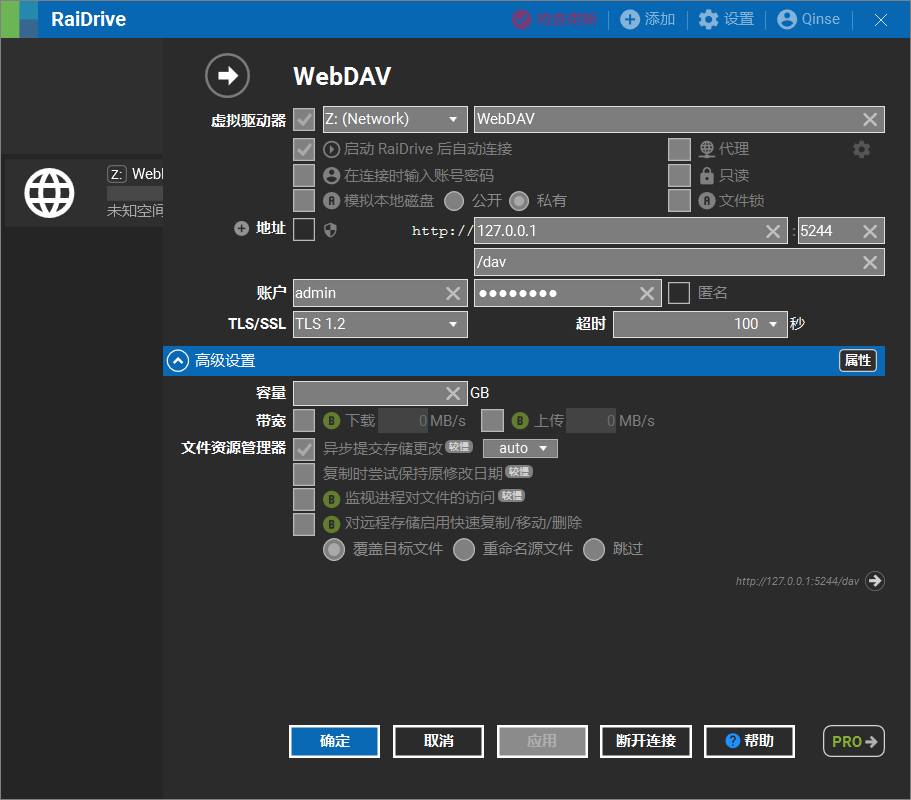 RaiDrive 添加 设置 Qinse
WebDAV
Z: WebI
未知空间
虚拟驱动器 Z: (Network) WebDAV
启动 RaiDrive 后自动连接 代理
在连接时输入账号密码 只读
模拟本地磁盘 公开 私有 文件锁
地址 http:// 127.0.0.1 : 5244
/dav
账户 admin ●●●●●●●● 匿名
TLS/SSL TLS 1.2 超时 100 秒
高级设置 属性
容量 GB
带宽 B 下载 0 MB/s B 上传 0 MB/s
文件资源管理器 异步提交存储更改 较慢 auto
复制时尝试保持原修改日期 较慢
B 监视进程对文件的访问 较慢
B 对远程存储启用快速复制/移动/删除
覆盖目标文件 重命名源文件 跳过
http://127.0.0.1:5244/dav
确定 取消 应用 断开连接 ? 帮助 PRO